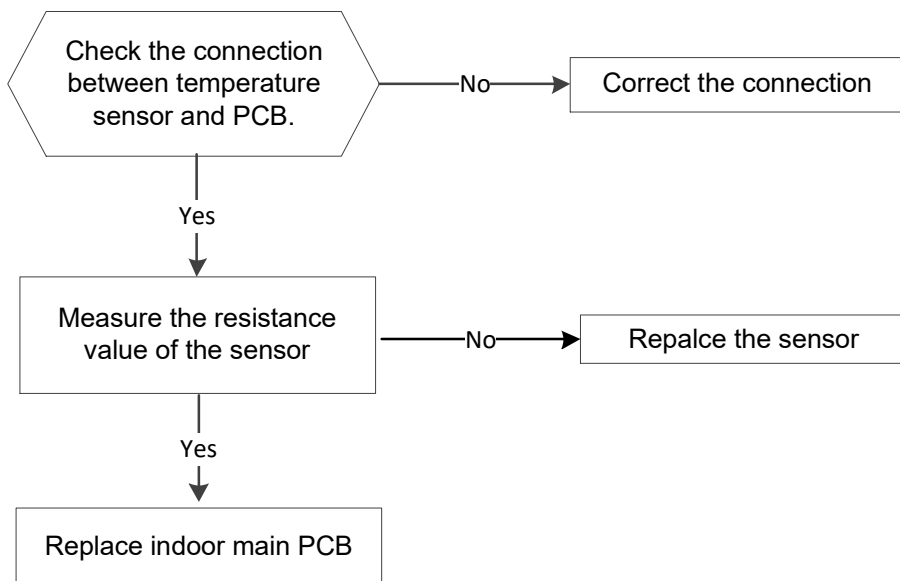 Check the connection
between temperature
sensor and PCB.
No
Correct the connection
Yes
Measure the resistance
value of the sensor
No
Repalce the sensor
Yes
Replace indoor main PCB